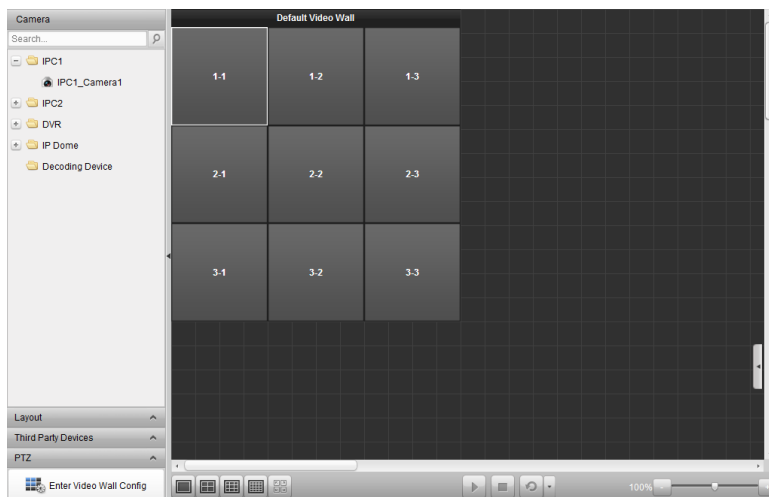 Camera
Search...
IPC1
IPC1_Camera1
IPC2
DVR
IP Dome
Decoding Device
Layout
Third Party Devices
PTZ
Enter Video Wall Config
Default Video Wall
1-1 1-2 1-3
2-1 2-2 2-3
3-1 3-2 3-3
100%